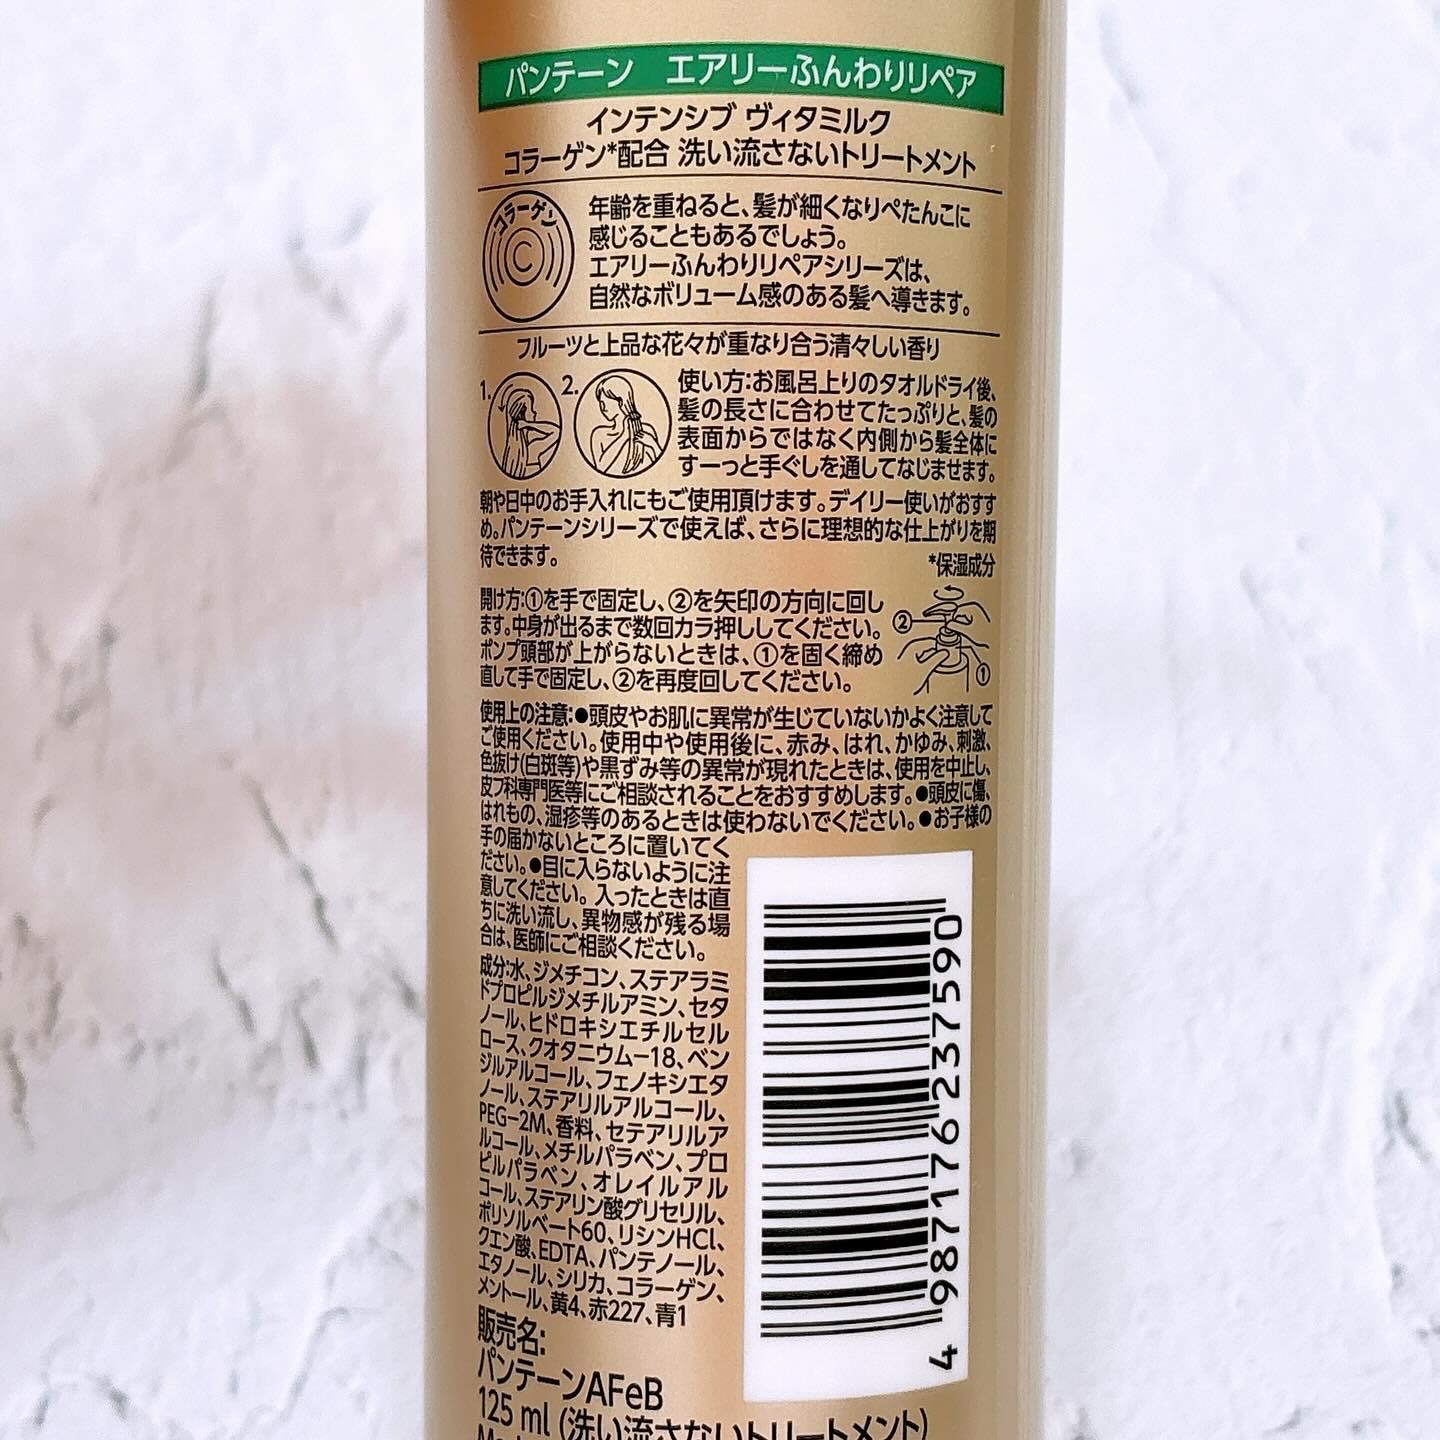 パンテーン エアリーふんわりリペア
インテンシブ ヴィタミルク
コラーゲン*配合 洗い流さないトリートメント
コラーゲン
C
年齢を重ねると、髪が細くなりぺたんこに
感じることもあるでしょう。
エアリーふんわりリペアシリーズは、
自然なボリューム感のある髪へ導きます。
フルーツと上品な花々が重なり合う清々しい香り
1.
2.
使い方:お風呂上りのタオルドライ後、
髪の長さに合わせてたっぷりと、髪の
表面からではなく内側から髪全体に
すーっと手ぐしを通してなじませます。
朝や日中のお手入れにもご使用頂けます。デイリー使いがおすす
め。パンテーンシリーズで使えば、さらに理想的な仕上がりを期
待できます。
*保湿成分
開け方:①を手で固定し、②を矢印の方向に回し
ます。中身が出るまで数回カラ押ししてください。
ポンプ頭部が上がらないときは、①を固く締め
直して手で固定し、②を再度回してください。
②
①
使用上の注意:●頭皮やお肌に異常が生じていないかよく注意して
ご使用ください。使用中や使用後に、赤み、はれ、かゆみ、刺激、
色抜け(白斑等)や黒ずみ等の異常が現れたときは、使用を中止し、
皮フ科専門医等にご相談されることをおすすめします。●頭皮に傷、
はれもの、湿疹等のあるときは使わないでください。●お子様の
手の届かないところに置いてく
ださい。●目に入らないように注
意してください。入ったときは直
ちに洗い流し、異物感が残る場
合は、医師にご相談ください。
成分:水、ジメチコン、ステアラミ
ドプロピルジメチルアミン、セタ
ノール、ヒドロキシエチルセル
ロース、クオタニウムー18、ベン
ジルアルコール、フェノキシエタ
ノール、ステアリルアルコール、
PEG-2M、香料、セテアリルア
ルコール、メチルパラベン、プロ
ピルパラベン、オレイルアル
コール、ステアリン酸グリセリル、
ポリソルベート60、リシンHCl、
クエン酸、EDTA、パンテノール、
エタノール、シリカ、コラーゲン、
メントール、黄4、赤227、青1
4 987176 237590
販売名:
パンテーンAFeB
125 ml (洗い流さないトリートメント)